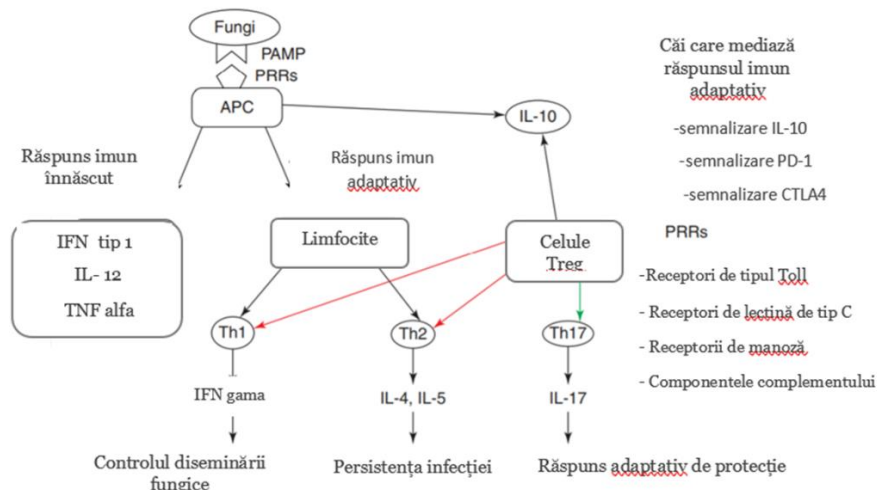 Fungi
PAMP
PRRs
APC
IL-10
Răspuns imun
înnăscut
Răspuns imun
adaptativ
IFN tip 1
IL- 12
TNF alfa
Limfocite
Celule
Treg
Th1
Th2
Th17
IFN gama
IL-4, IL-5
IL-17
Controlul diseminării
fungice
Persistența infecției
Răspuns adaptativ de protecție
Căi care mediază
răspunsul imun
adaptativ
-semnalizare IL-10
-semnalizare PD-1
-semnalizare CTLA4
PRRs
-Receptori de tipul Toll
- Receptori de lectină de tip C
- Receptorii de manoză
- Componentele complementului